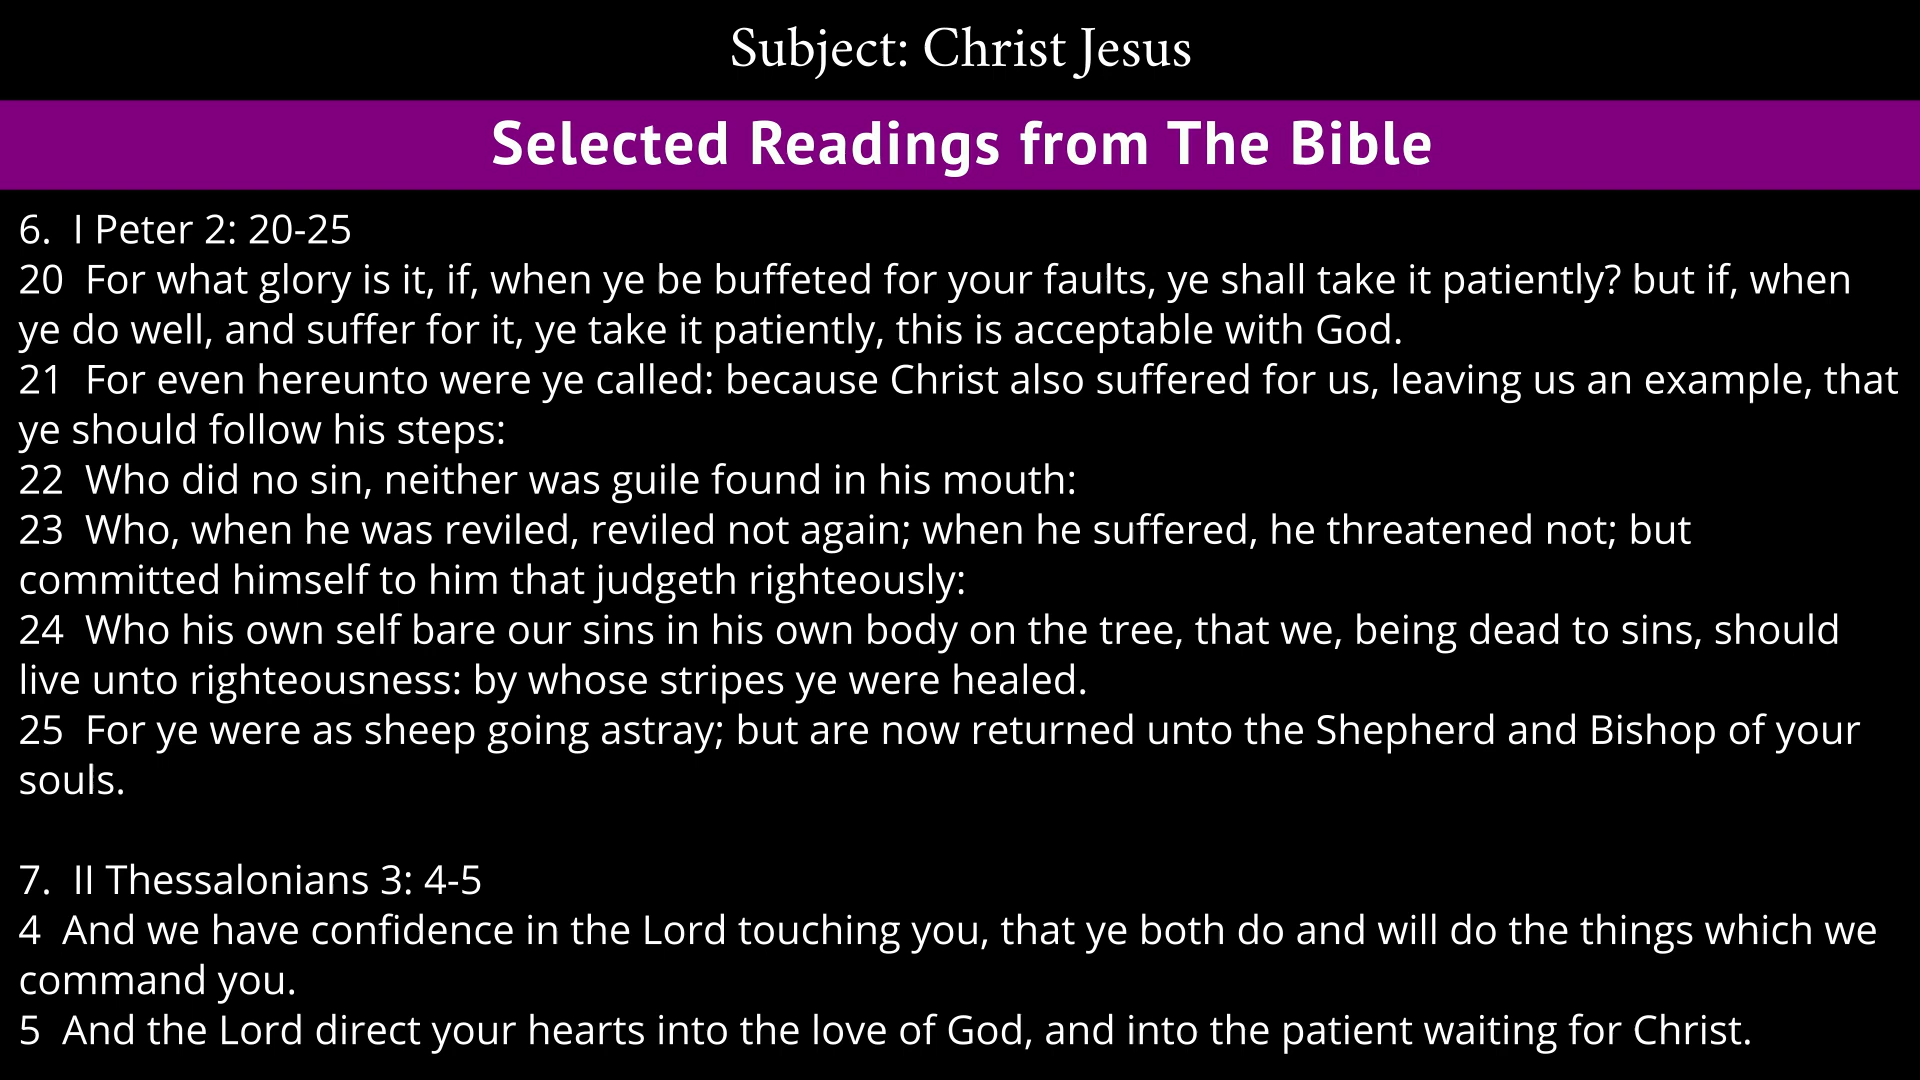 Subject: Christ Jesus
Selected Readings from The Bible
6.  I Peter 2: 20-25
20  For what glory is it, if, when ye be buffeted for your faults, ye shall take it patiently? but if, when
ye do well, and suffer for it, ye take it patiently, this is acceptable with God.
21  For even hereunto were ye called: because Christ also suffered for us, leaving us an example, that
ye should follow his steps:
22  Who did no sin, neither was guile found in his mouth:
23  Who, when he was reviled, reviled not again; when he suffered, he threatened not; but
committed himself to him that judgeth righteously:
24  Who his own self bare our sins in his own body on the tree, that we, being dead to sins, should
live unto righteousness: by whose stripes ye were healed.
25  For ye were as sheep going astray; but are now returned unto the Shepherd and Bishop of your
souls.
7.  II Thessalonians 3: 4-5
4  And we have confidence in the Lord touching you, that ye both do and will do the things which we
command you.
5  And the Lord direct your hearts into the love of God, and into the patient waiting for Christ.